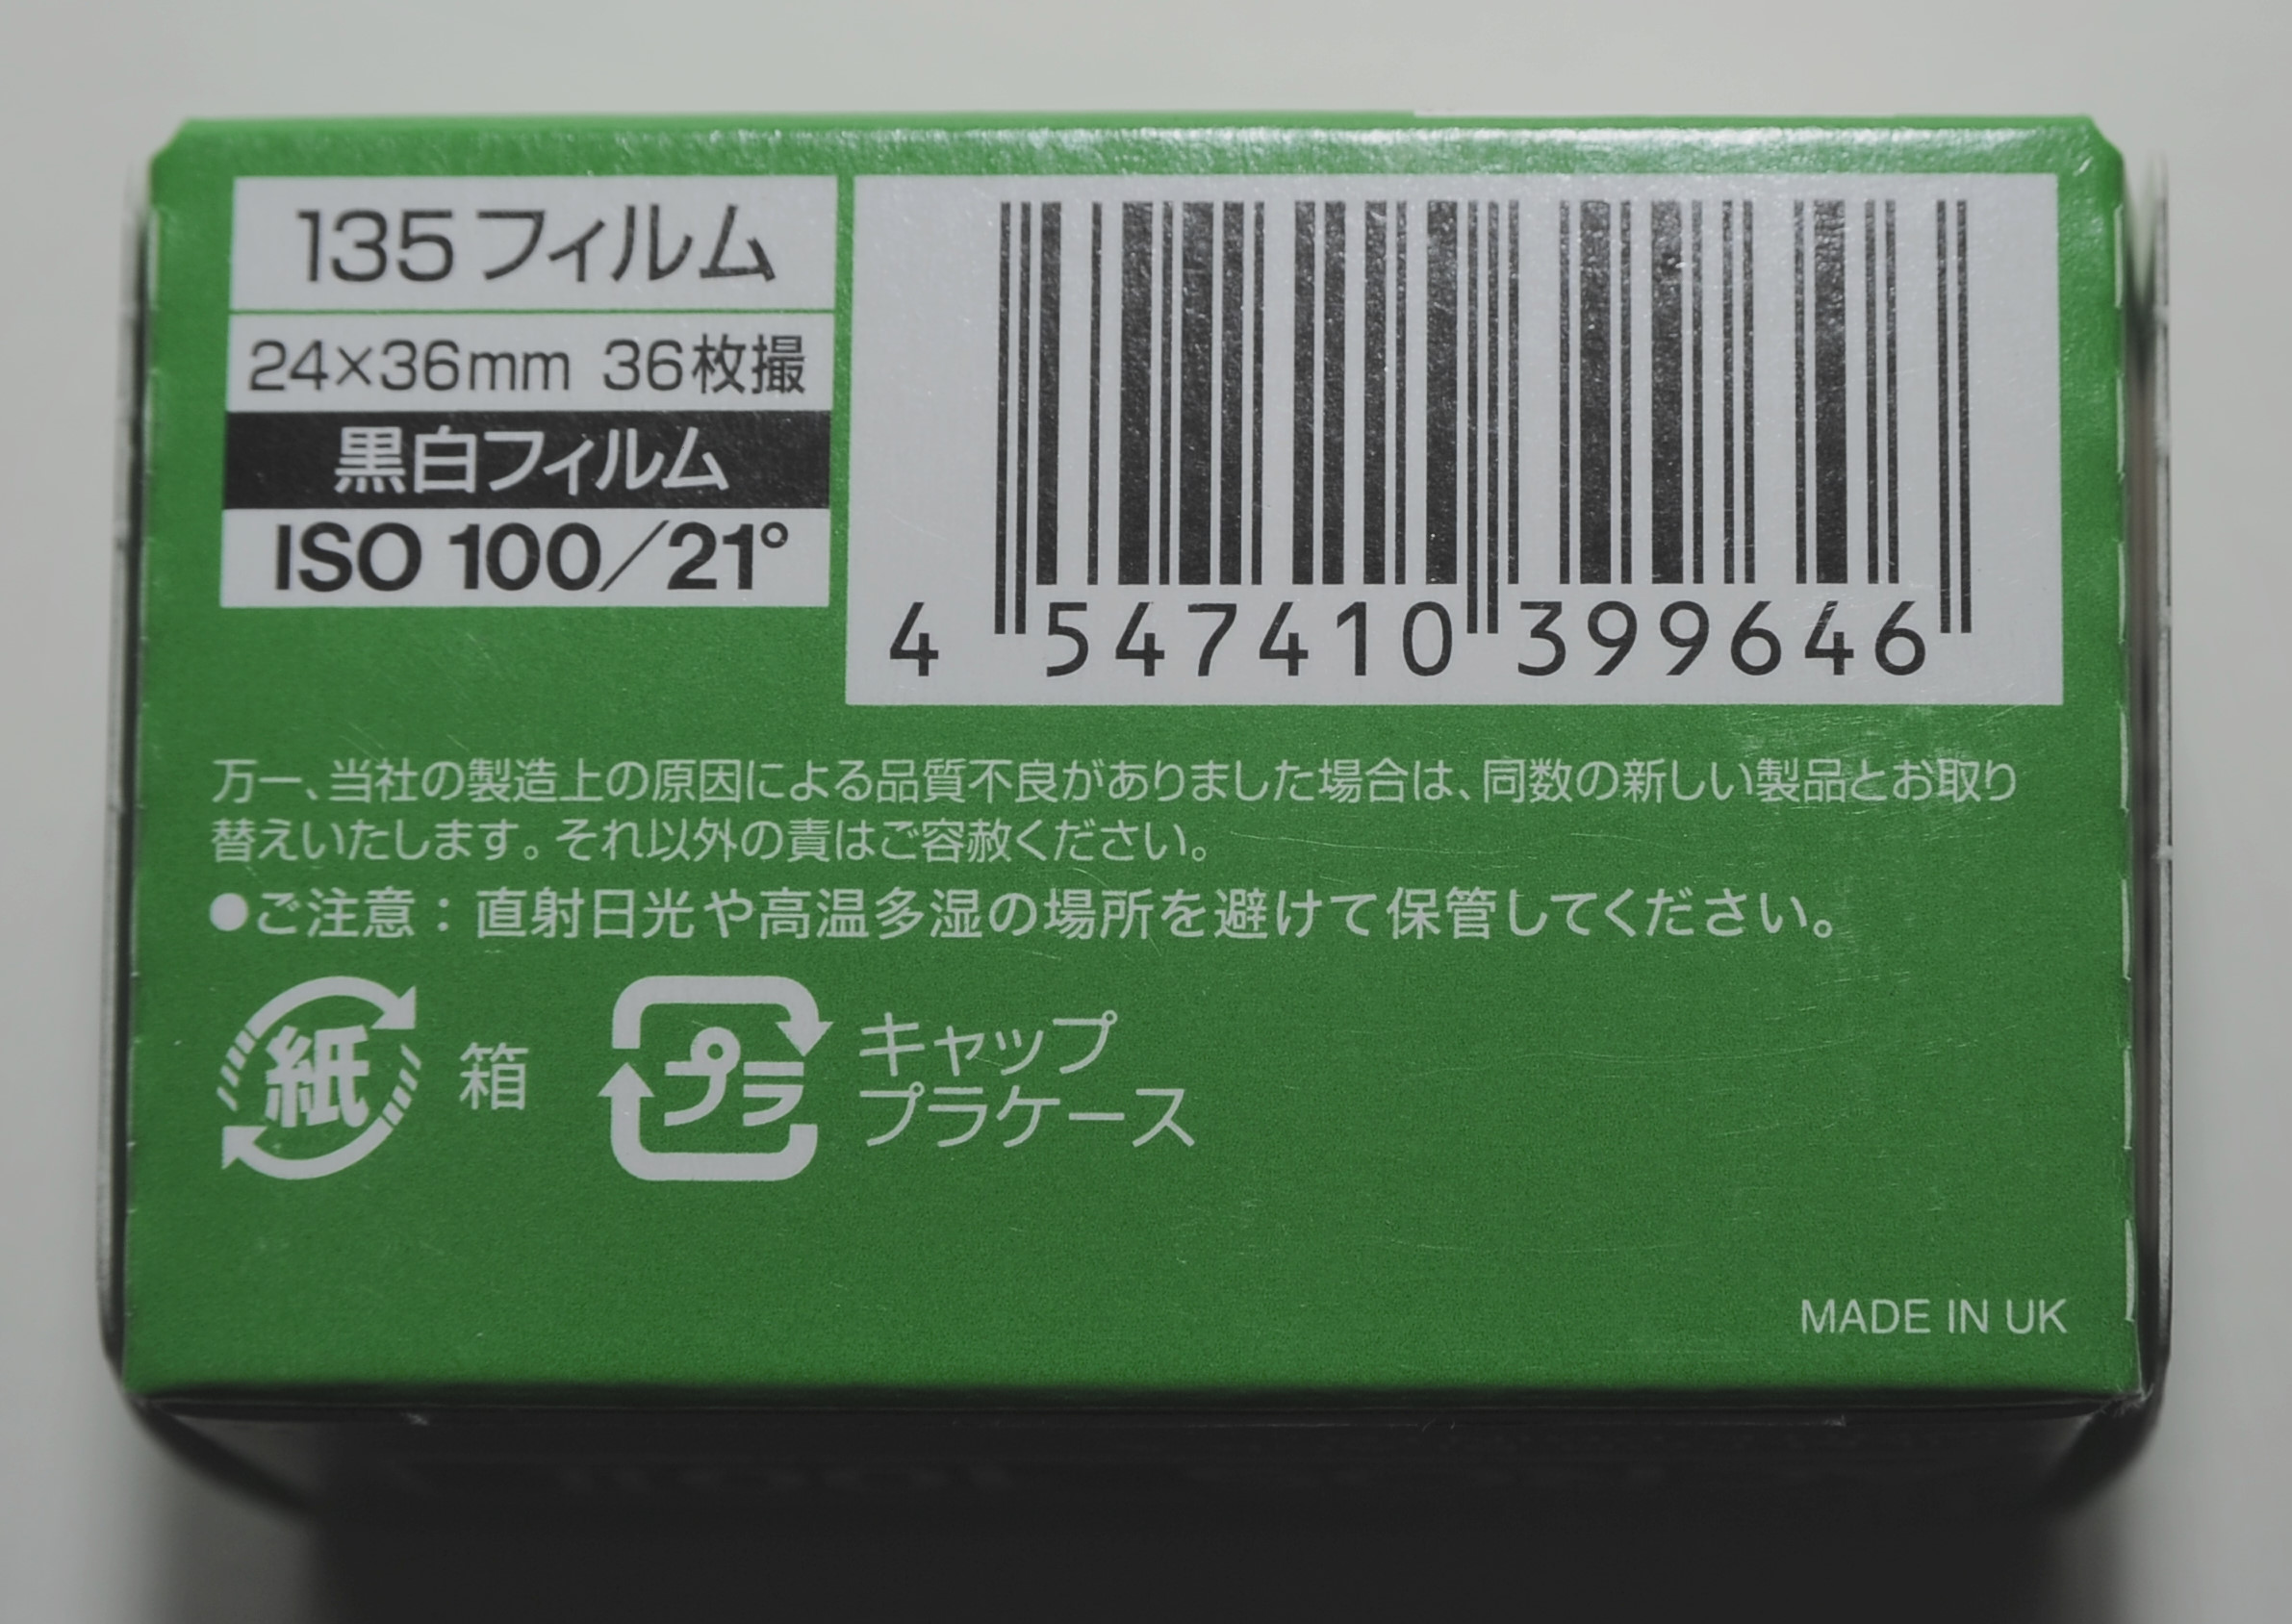 135フィルム
24×36mm 36枚撮
黒白フィルム
ISO 100/21°
4 547410 399646
万一、当社の製造上の原因による品質不良がありました場合は、同数の新しい製品とお取り
替えいたします。それ以外の責はご容赦ください。
●ご注意：直射日光や高温多湿の場所を避けて保管してください。
紙 箱
プラ
キャップ
プラケース
MADE IN UK